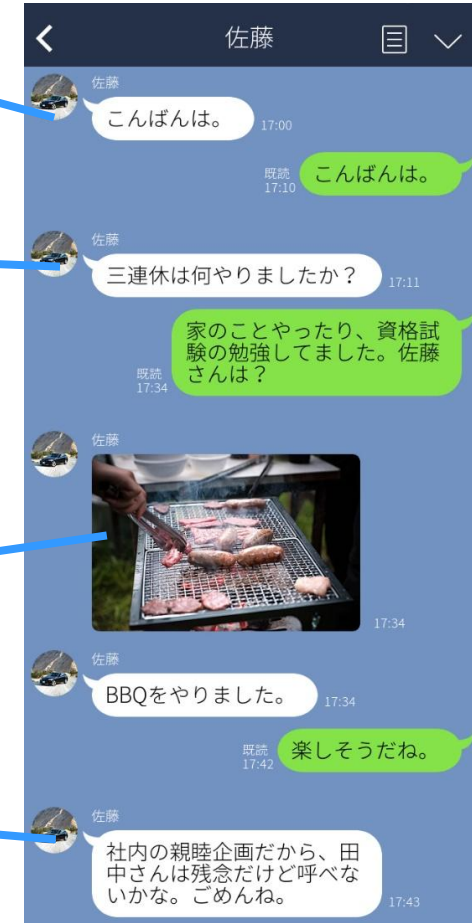 佐藤
佐藤
こんばんは。
17:00
こんばんは。
既読
17:10
佐藤
三連休は何やりましたか？
17:11
家のことやったり、資格試
験の勉強してました。佐藤
さんは？
既読
17:34
佐藤
17:34
佐藤
BBQをやりました。
17:34
楽しそうだね。
既読
17:42
佐藤
社内の親睦企画だから、田
中さんは残念だけど呼べな
いかな。ごめんね。
17:43